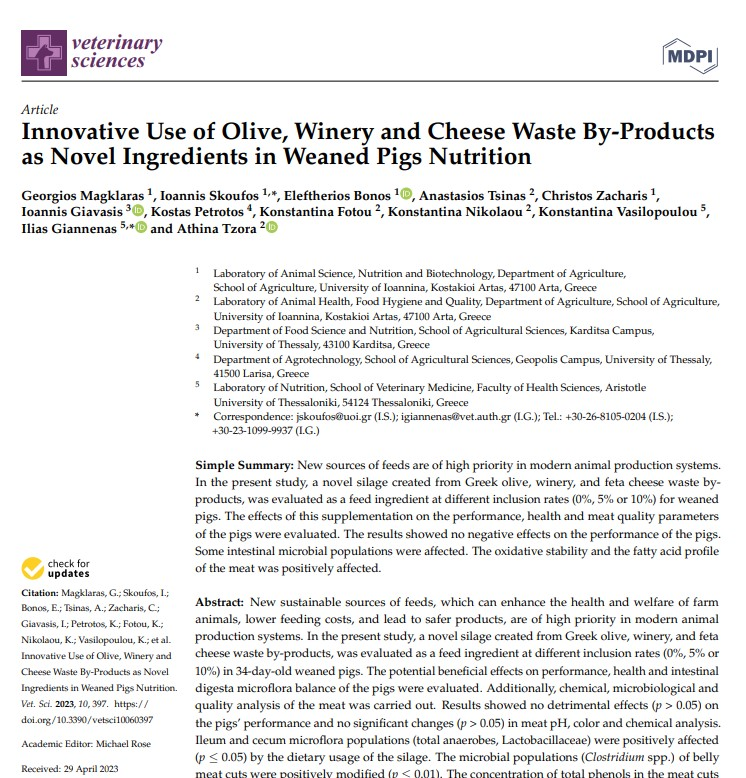 veterinary
sciences
MDPI
Article
Innovative Use of Olive, Winery and Cheese Waste By-Products
as Novel Ingredients in Weaned Pigs Nutrition
Georgios Magklaras 1, Ioannis Skoufos 1,*, Eleftherios Bonos 1 iD, Anastasios Tsinas 2, Christos Zacharis 1,
Ioannis Giavasis 3 iD, Kostas Petrotos 4, Konstantina Fotou 2, Konstantina Nikolaou 2, Konstantina Vasilopoulou 5,
Ilias Giannenas 5,* iD and Athina Tzora 2 iD
1 Laboratory of Animal Science, Nutrition and Biotechnology, Department of Agriculture,
School of Agriculture, University of Ioannina, Kostakioi Artas, 47100 Arta, Greece
2 Laboratory of Animal Health, Food Hygiene and Quality, Department of Agriculture, School of Agriculture,
University of Ioannina, Kostakioi Artas, 47100 Arta, Greece
3 Department of Food Science and Nutrition, School of Agricultural Sciences, Karditsa Campus,
University of Thessaly, 43100 Karditsa, Greece
4 Department of Agrotechnology, School of Agricultural Sciences, Geopolis Campus, University of Thessaly,
41500 Larisa, Greece
5 Laboratory of Nutrition, School of Veterinary Medicine, Faculty of Health Sciences, Aristotle
University of Thessaloniki, 54124 Thessaloniki, Greece
* Correspondence: jskoufos@uoi.gr (I.S.); igiannenas@vet.auth.gr (I.G.); Tel.: +30-26-8105-0204 (I.S.);
+30-23-1099-9937 (I.G.)
Simple Summary: New sources of feeds are of high priority in modern animal production systems.
In the present study, a novel silage created from Greek olive, winery, and feta cheese waste by-
products, was evaluated as a feed ingredient at different inclusion rates (0%, 5% or 10%) for weaned
pigs. The effects of this supplementation on the performance, health and meat quality parameters
of the pigs were evaluated. The results showed no negative effects on the performance of the pigs.
Some intestinal microbial populations were affected. The oxidative stability and the fatty acid profile
of the meat was positively affected.
check for
updates
Citation: Magklaras, G.; Skoufos, I.;
Bonos, E.; Tsinas, A.; Zacharis, C.;
Giavasis, I.; Petrotos, K.; Fotou, K.;
Nikolaou, K.; Vasilopoulou, K.; et al.
Innovative Use of Olive, Winery and
Cheese Waste By-Products as Novel
Ingredients in Weaned Pigs Nutrition.
Vet. Sci. 2023, 10, 397. https://
doi.org/10.3390/vetsci10060397
Academic Editor: Michael Rose
Received: 29 April 2023
Abstract: New sustainable sources of feeds, which can enhance the health and welfare of farm
animals, lower feeding costs, and lead to safer products, are of high priority in modern animal
production systems. In the present study, a novel silage created from Greek olive, winery, and feta
cheese waste by-products, was evaluated as a feed ingredient at different inclusion rates (0%, 5% or
10%) in 34-day-old weaned pigs. The potential beneficial effects on performance, health and intestinal
digesta microflora balance of the pigs were evaluated. Additionally, chemical, microbiological and
quality analysis of the meat was carried out. Results showed no detrimental effects (p > 0.05) on
the pigs' performance and no significant changes (p > 0.05) in meat pH, color and chemical analysis.
Ileum and cecum microflora populations (total anaerobes, Lactobacillaceae) were positively affected
(p ≤ 0.05) by the dietary usage of the silage. The microbial populations (Clostridium spp.) of belly
meat cuts were positively modified (p < 0.01). The concentration of total phenols in the meat cuts